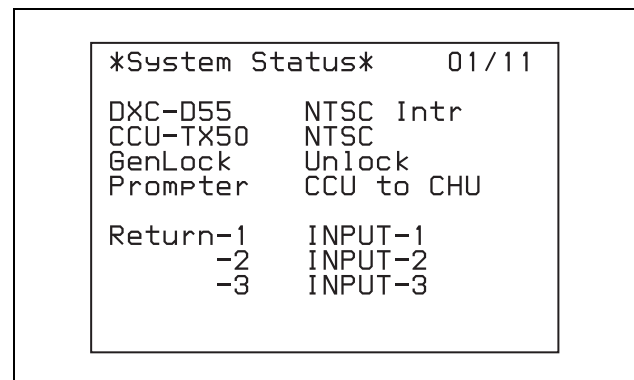 *System Status* 01/11
DXC-D55 NTSC Intr
CCU-TX50 NTSC
GenLock Unlock
Prompter CCU to CHU
Return-1 INPUT-1
-2 INPUT-2
-3 INPUT-3